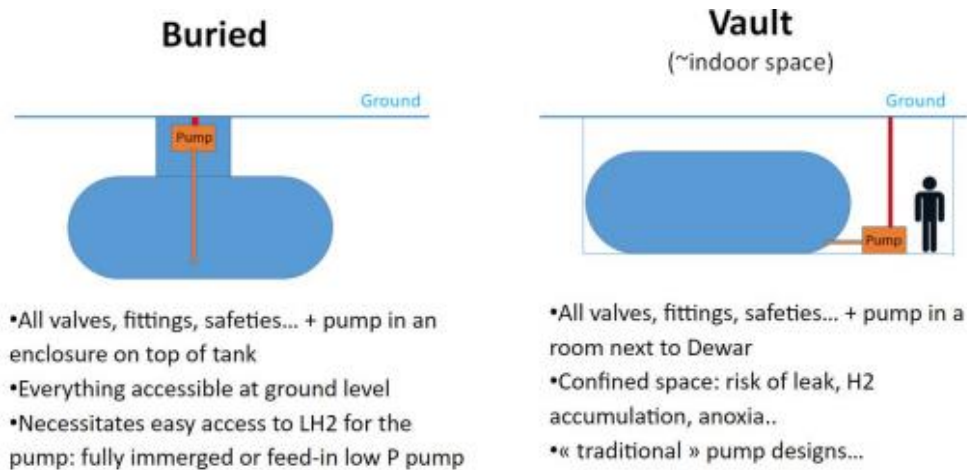 Buried
Ground
Pump
•All valves, fittings, safeties... + pump in an
enclosure on top of tank
•Everything accessible at ground level
•Necessitates easy access to LH2 for the
pump: fully immerged or feed-in low P pump
Vault
(~indoor space)
Ground
Pump
•All valves, fittings, safeties... + pump in a
room next to Dewar
•Confined space: risk of leak, H2
accumulation, anoxia..
•« traditional » pump designs...